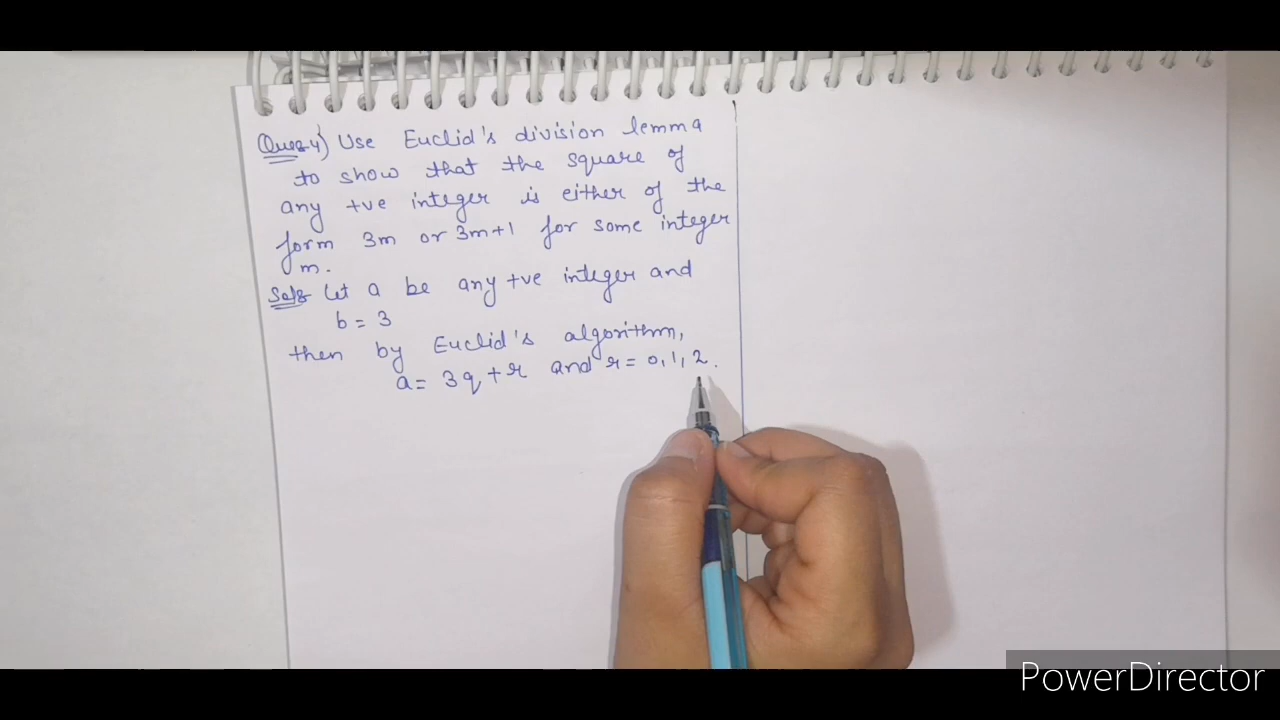 Ques 4) Use Euclid's division lemma
to show that the square of
any +ve integer is either of the
form 3m or 3m+1 for some integer
m.
Sol: Let a be any +ve integer and
b = 3
then by Euclid's algorithm,
a = 3q + r and r = 0, 1, 2.
PowerDirector